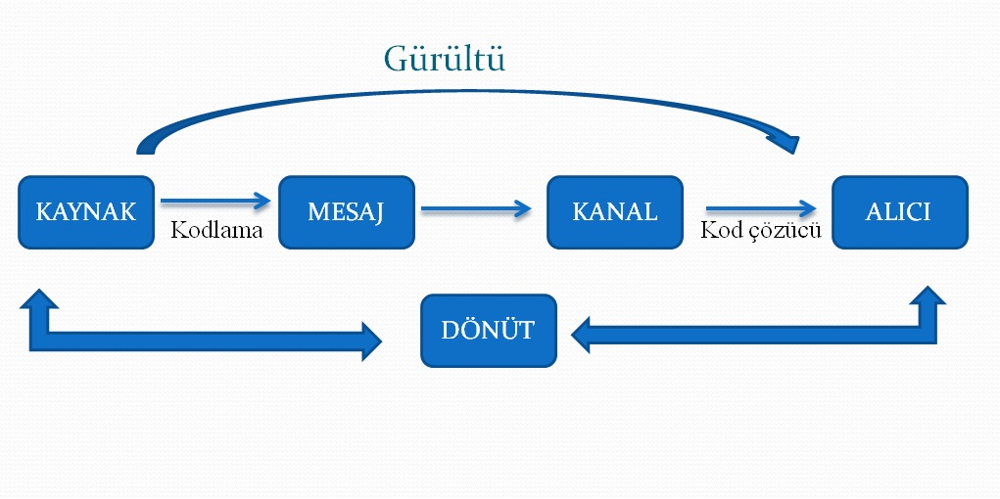 Gürültü
KAYNAK
Kodlama
MESAJ
KANAL
Kod çözücü
ALICI
DÖNÜT